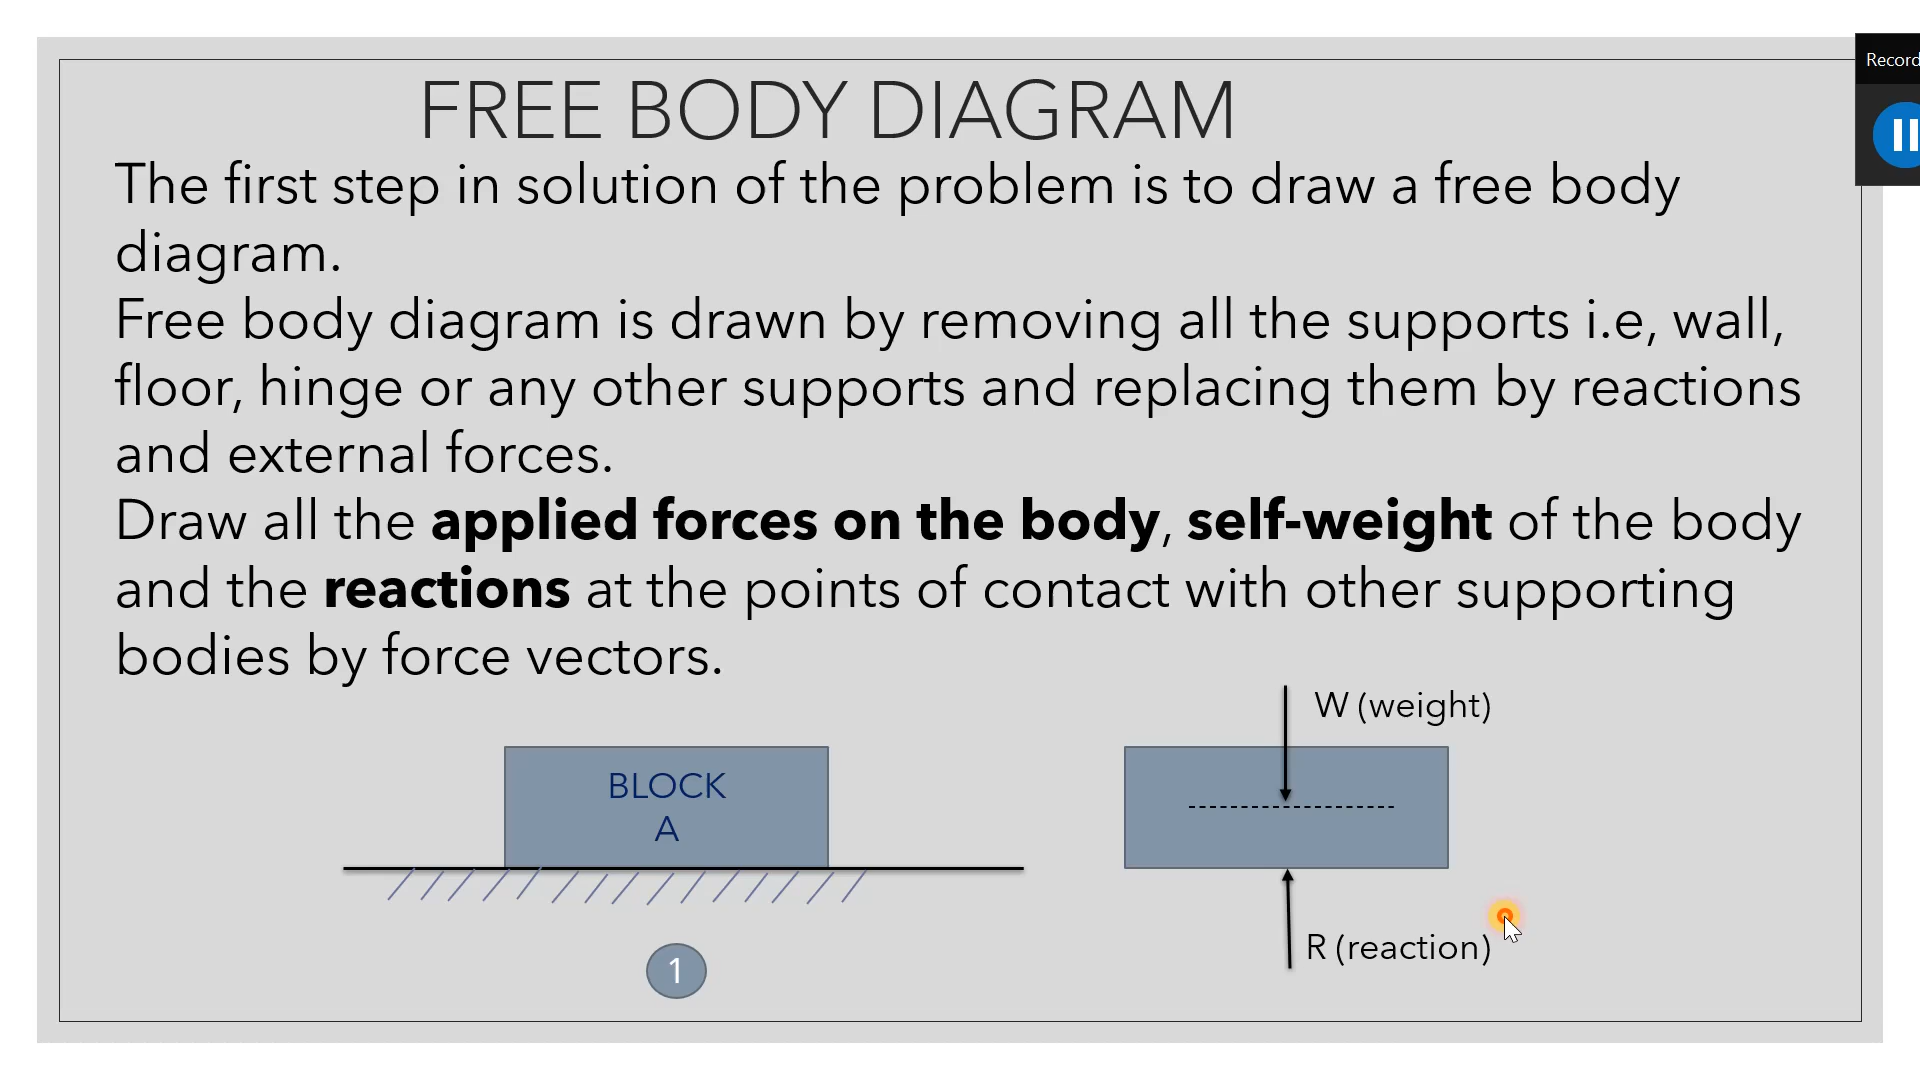 Record
FREE BODY DIAGRAM
The first step in solution of the problem is to draw a free body
diagram.
Free body diagram is drawn by removing all the supports i.e, wall,
floor, hinge or any other supports and replacing them by reactions
and external forces.
Draw all the applied forces on the body, self-weight of the body
and the reactions at the points of contact with other supporting
bodies by force vectors.
W (weight)
BLOCK
A
R (reaction)
1